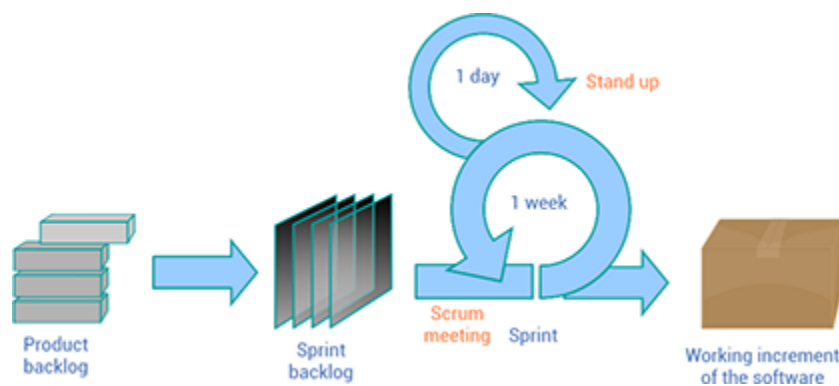 1 day
Stand up
1 week
Scrum
meeting
Sprint
Product
backlog
Sprint
backlog
Working increment
of the software